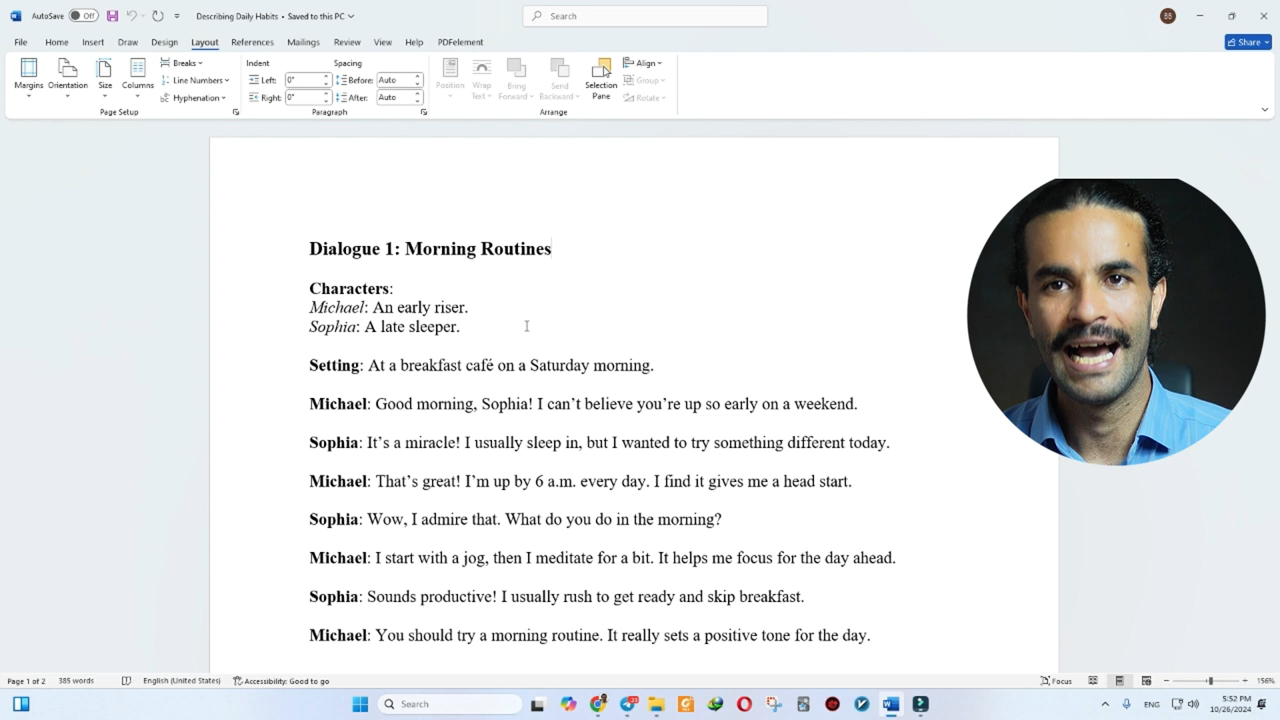 AutoSave Off Describing Daily Habits • Saved to this PC Search BB
File Home Insert Draw Design Layout References Mailings Review View Help PDFelement Share
Margins Orientation Size Columns Breaks Line Numbers Hyphenation
Page Setup
Indent Spacing
Left: 0" Before: Auto
Right: 0" After: Auto
Paragraph
Position Wrap Text Bring Forward Send Backward Selection Pane Align Group Rotate
Arrange
Dialogue 1: Morning Routines
Characters:
Michael: An early riser.
Sophia: A late sleeper.
Setting: At a breakfast café on a Saturday morning.
Michael: Good morning, Sophia! I can’t believe you’re up so early on a weekend.
Sophia: It’s a miracle! I usually sleep in, but I wanted to try something different today.
Michael: That’s great! I’m up by 6 a.m. every day. I find it gives me a head start.
Sophia: Wow, I admire that. What do you do in the morning?
Michael: I start with a jog, then I meditate for a bit. It helps me focus for the day ahead.
Sophia: Sounds productive! I usually rush to get ready and skip breakfast.
Michael: You should try a morning routine. It really sets a positive tone for the day.
Page 1 of 2 385 words English (United States) Accessibility: Good to go Focus 156%
Search ENG 5:52 PM
10/26/2024